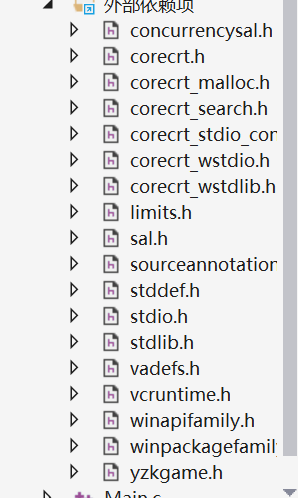 外部依赖项
concurrencysal.h
corecrt.h
corecrt_malloc.h
corecrt_search.h
corecrt_stdio_con
corecrt_wstdio.h
corecrt_wstdlib.h
limits.h
sal.h
sourceannotation
stddef.h
stdio.h
stdlib.h
vadefs.h
vcruntime.h
winapifamily.h
winpackagefamil
yzkgame.h
Main.c